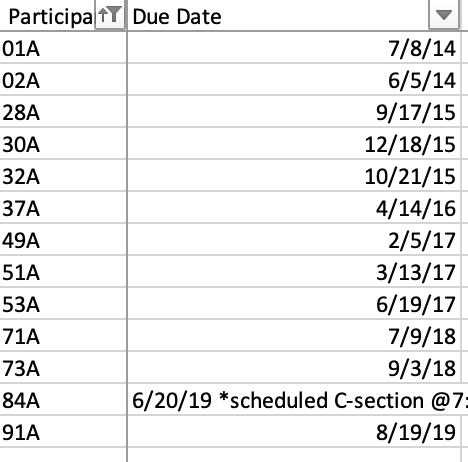 Participa Due Date
01A 7/8/14
02A 6/5/14
28A 9/17/15
30A 12/18/15
32A 10/21/15
37A 4/14/16
49A 2/5/17
51A 3/13/17
53A 6/19/17
71A 7/9/18
73A 9/3/18
84A 6/20/19 *scheduled C-section @7:
91A 8/19/19